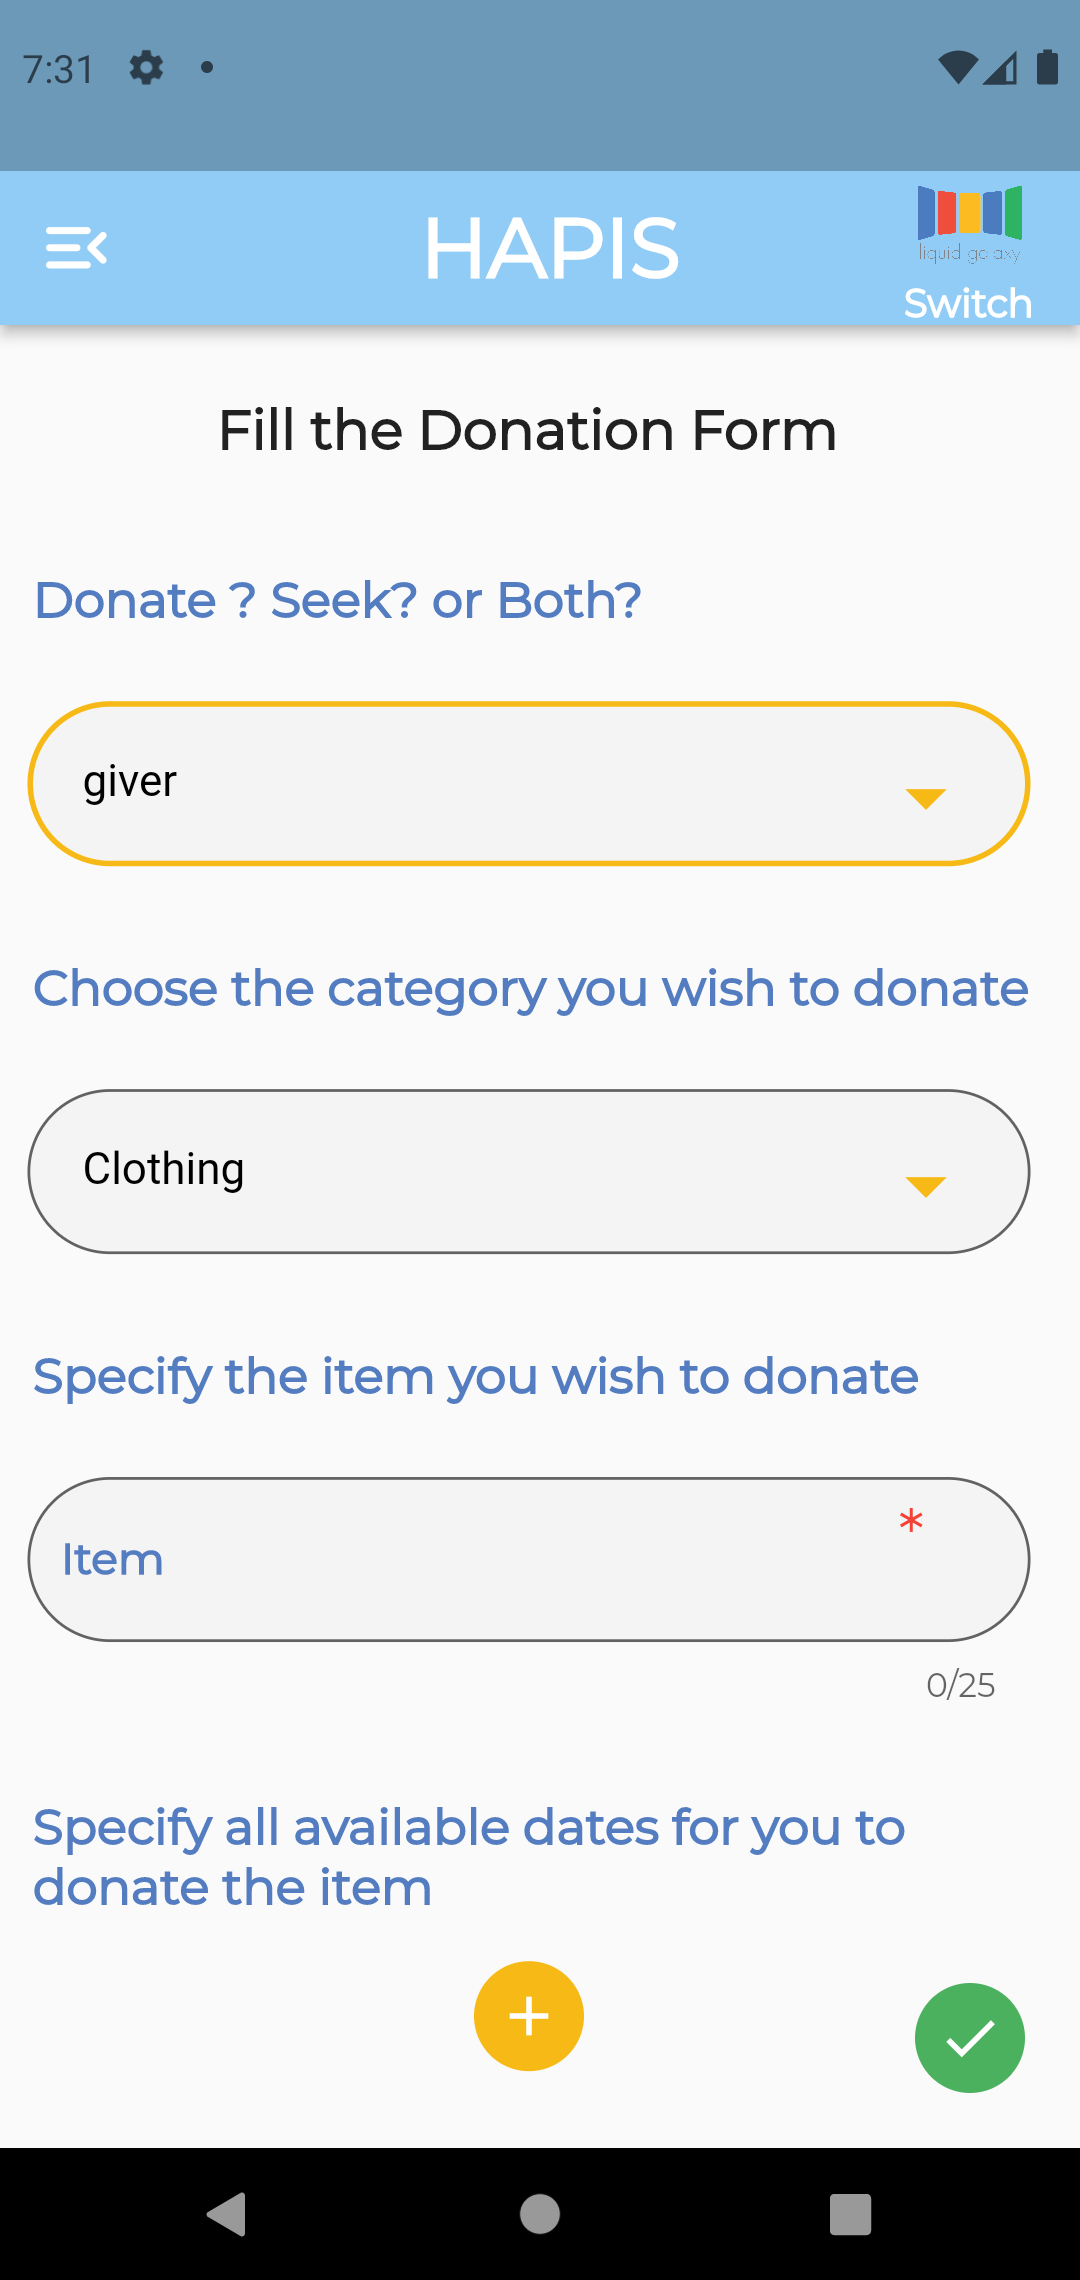 7:31
HAPIS
liquid galaxy
Switch
Fill the Donation Form
Donate ? Seek? or Both?
giver
Choose the category you wish to donate
Clothing
Specify the item you wish to donate
Item
*
0/25
Specify all available dates for you to
donate the item